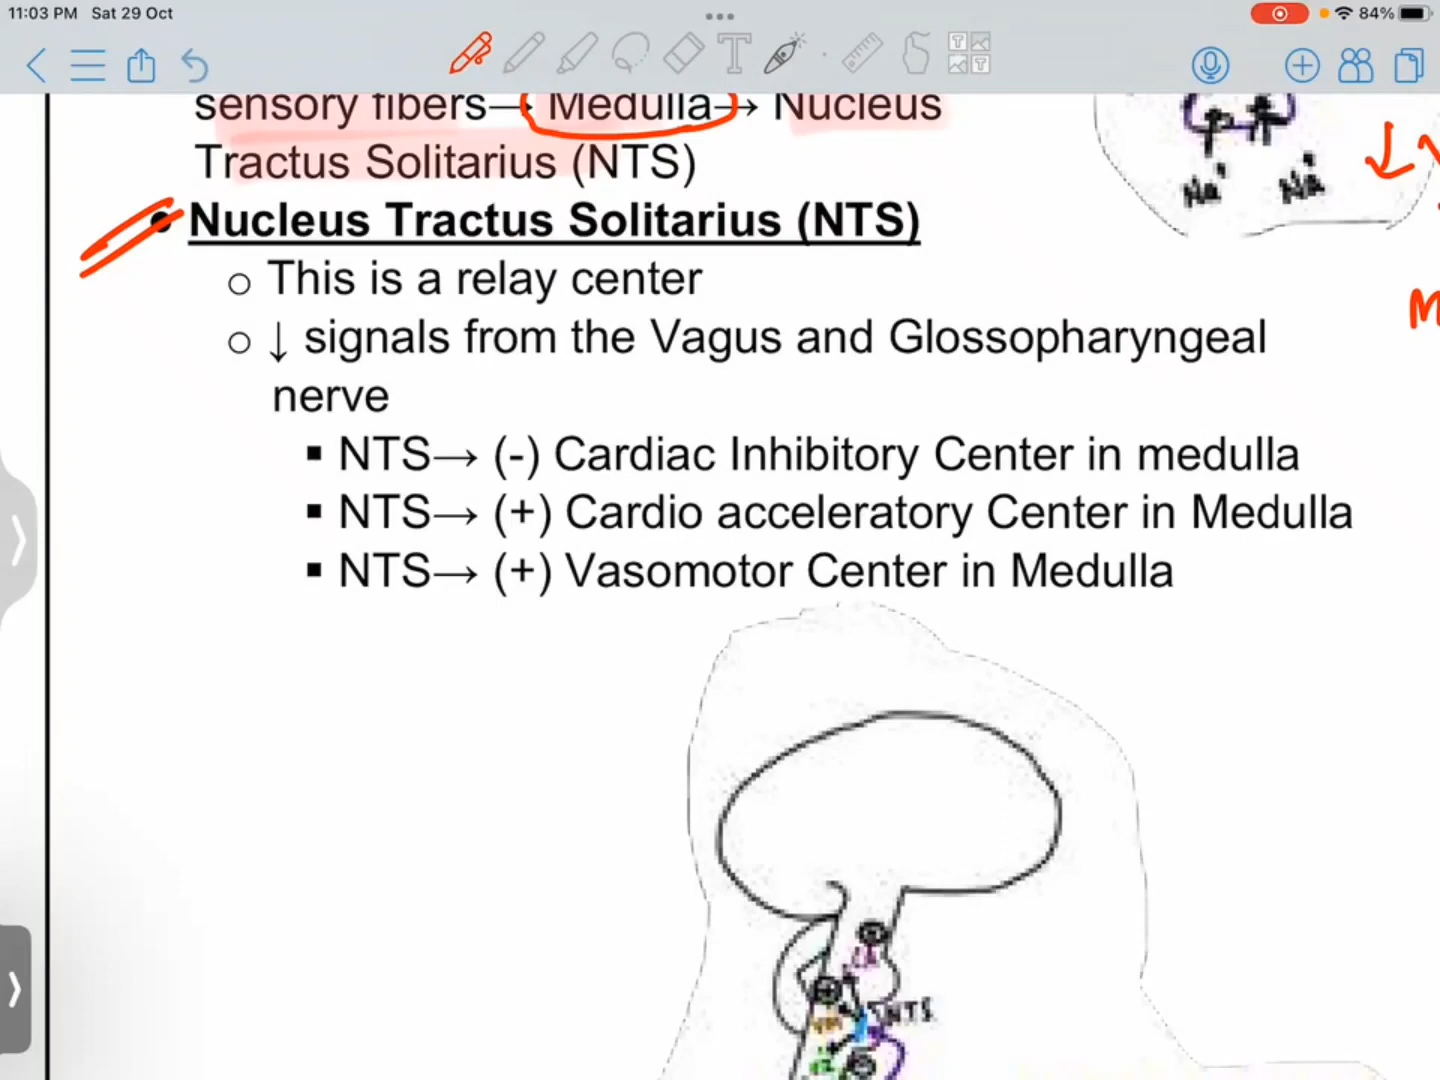 11:03 PM Sat 29 Oct
84%
sensory fibers→ Medulla→ Nucleus
Tractus Solitarius (NTS)
Na Na
• Nucleus Tractus Solitarius (NTS)
○ This is a relay center
○ ↓ signals from the Vagus and Glossopharyngeal
nerve
▪ NTS→ (-) Cardiac Inhibitory Center in medulla
▪ NTS→ (+) Cardio acceleratory Center in Medulla
▪ NTS→ (+) Vasomotor Center in Medulla
NTS